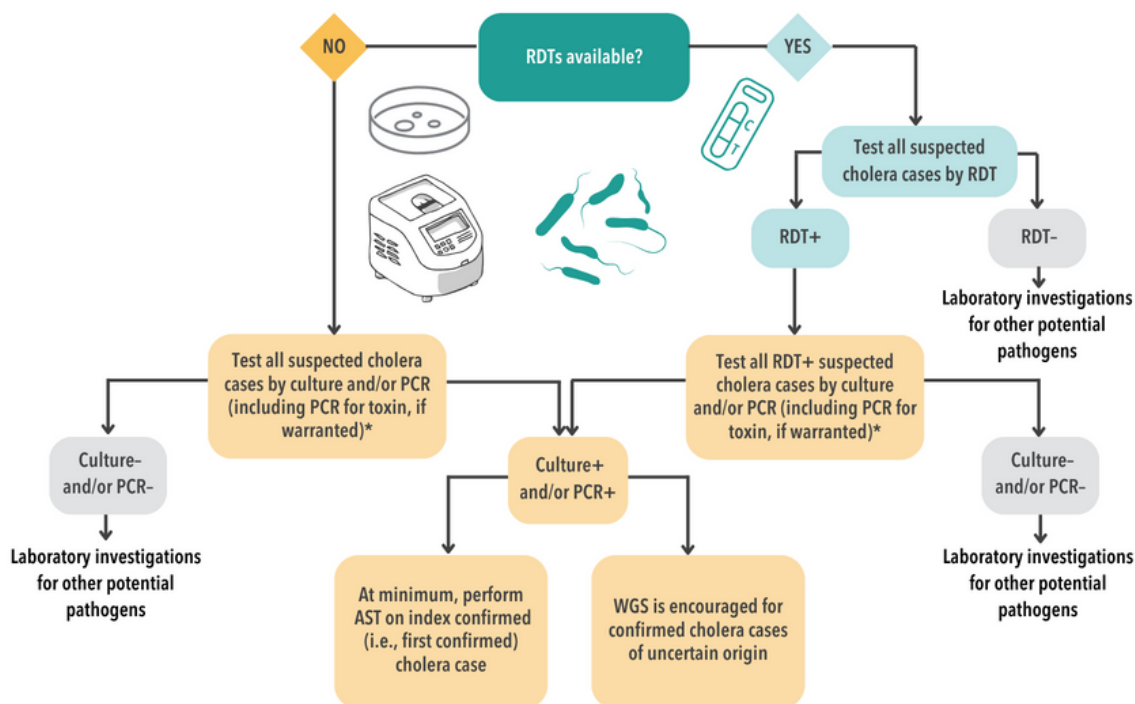 NO
RDTs available?
YES
C
T
Test all suspected
cholera cases by RDT
RDT+
RDT–
Laboratory investigations
for other potential
pathogens
Test all suspected cholera
cases by culture and/or PCR
(including PCR for toxin, if
warranted)*
Test all RDT+ suspected
cholera cases by culture
and/or PCR (including PCR for
toxin, if warranted)*
Culture–
and/or PCR–
Culture+
and/or PCR+
Culture–
and/or PCR–
Laboratory investigations
for other potential
pathogens
Laboratory investigations
for other potential
pathogens
At minimum, perform
AST on index confirmed
(i.e., first confirmed)
cholera case
WGS is encouraged for
confirmed cholera cases
of uncertain origin